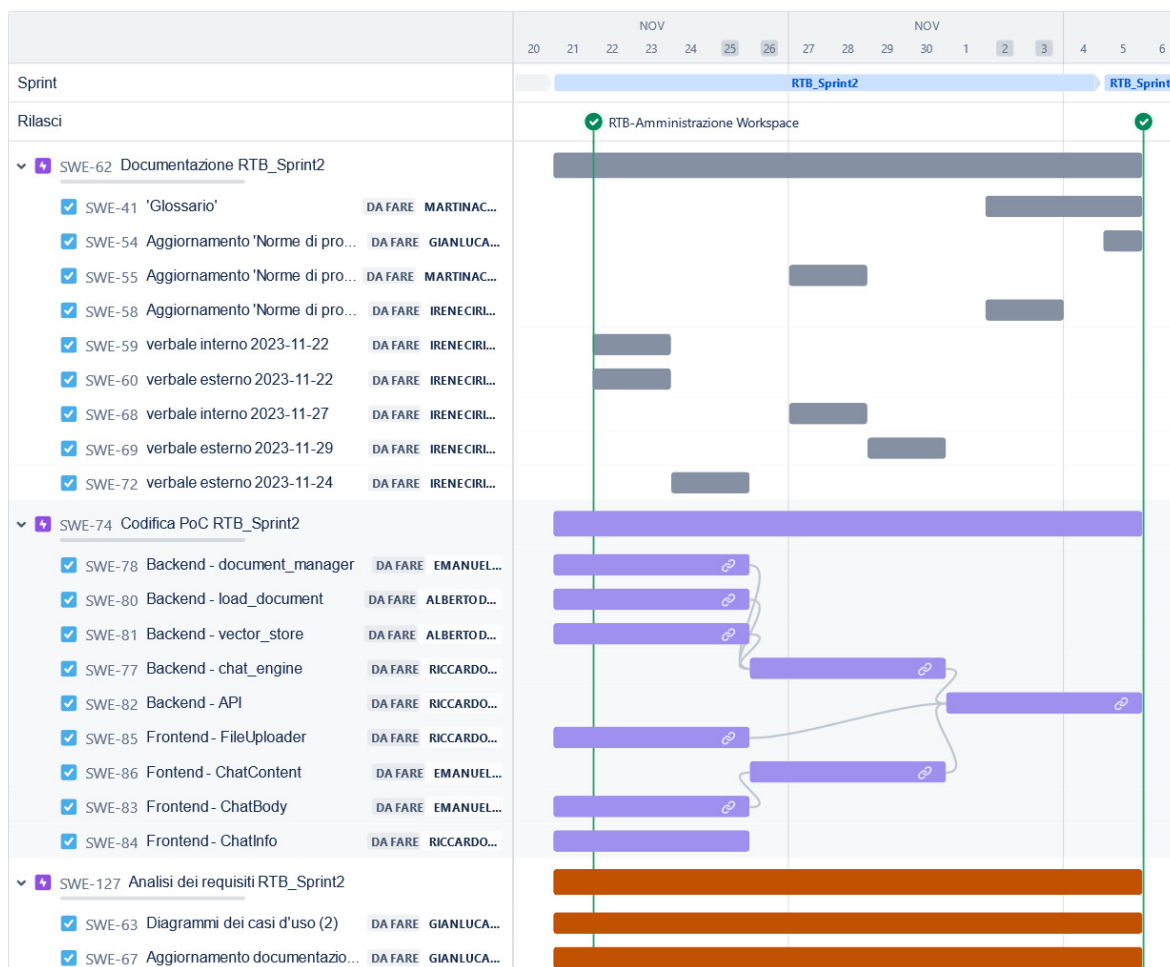 NOV NOV
20 21 22 23 24 25 26 27 28 29 30 1 2 3 4 5 6
Sprint RTB_Sprint2 RTB_Sprint
Rilasci RTB-Amministrazione Workspace
SWE-62 Documentazione RTB_Sprint2
SWE-41 'Glossario' DA FARE MARTINAC...
SWE-54 Aggiornamento 'Norme di pro... DA FARE GIANLUCA...
SWE-55 Aggiornamento 'Norme di pro... DA FARE MARTINAC...
SWE-58 Aggiornamento 'Norme di pro... DA FARE IRENECIRI...
SWE-59 verbale interno 2023-11-22 DA FARE IRENECIRI...
SWE-60 verbale esterno 2023-11-22 DA FARE IRENECIRI...
SWE-68 verbale interno 2023-11-27 DA FARE IRENECIRI...
SWE-69 verbale esterno 2023-11-29 DA FARE IRENECIRI...
SWE-72 verbale esterno 2023-11-24 DA FARE IRENECIRI...
SWE-74 Codifica PoC RTB_Sprint2
SWE-78 Backend - document_manager DA FARE EMANUEL...
SWE-80 Backend - load_document DA FARE ALBERTOD...
SWE-81 Backend - vector_store DA FARE ALBERTOD...
SWE-77 Backend - chat_engine DA FARE RICCARDO...
SWE-82 Backend - API DA FARE RICCARDO...
SWE-85 Frontend - FileUploader DA FARE RICCARDO...
SWE-86 Fontend - ChatContent DA FARE EMANUEL...
SWE-83 Frontend - ChatBody DA FARE EMANUEL...
SWE-84 Frontend - ChatInfo DA FARE RICCARDO...
SWE-127 Analisi dei requisiti RTB_Sprint2
SWE-63 Diagrammi dei casi d'uso (2) DA FARE GIANLUCA...
SWE-67 Aggiornamento documentazio... DA FARE GIANLUCA...